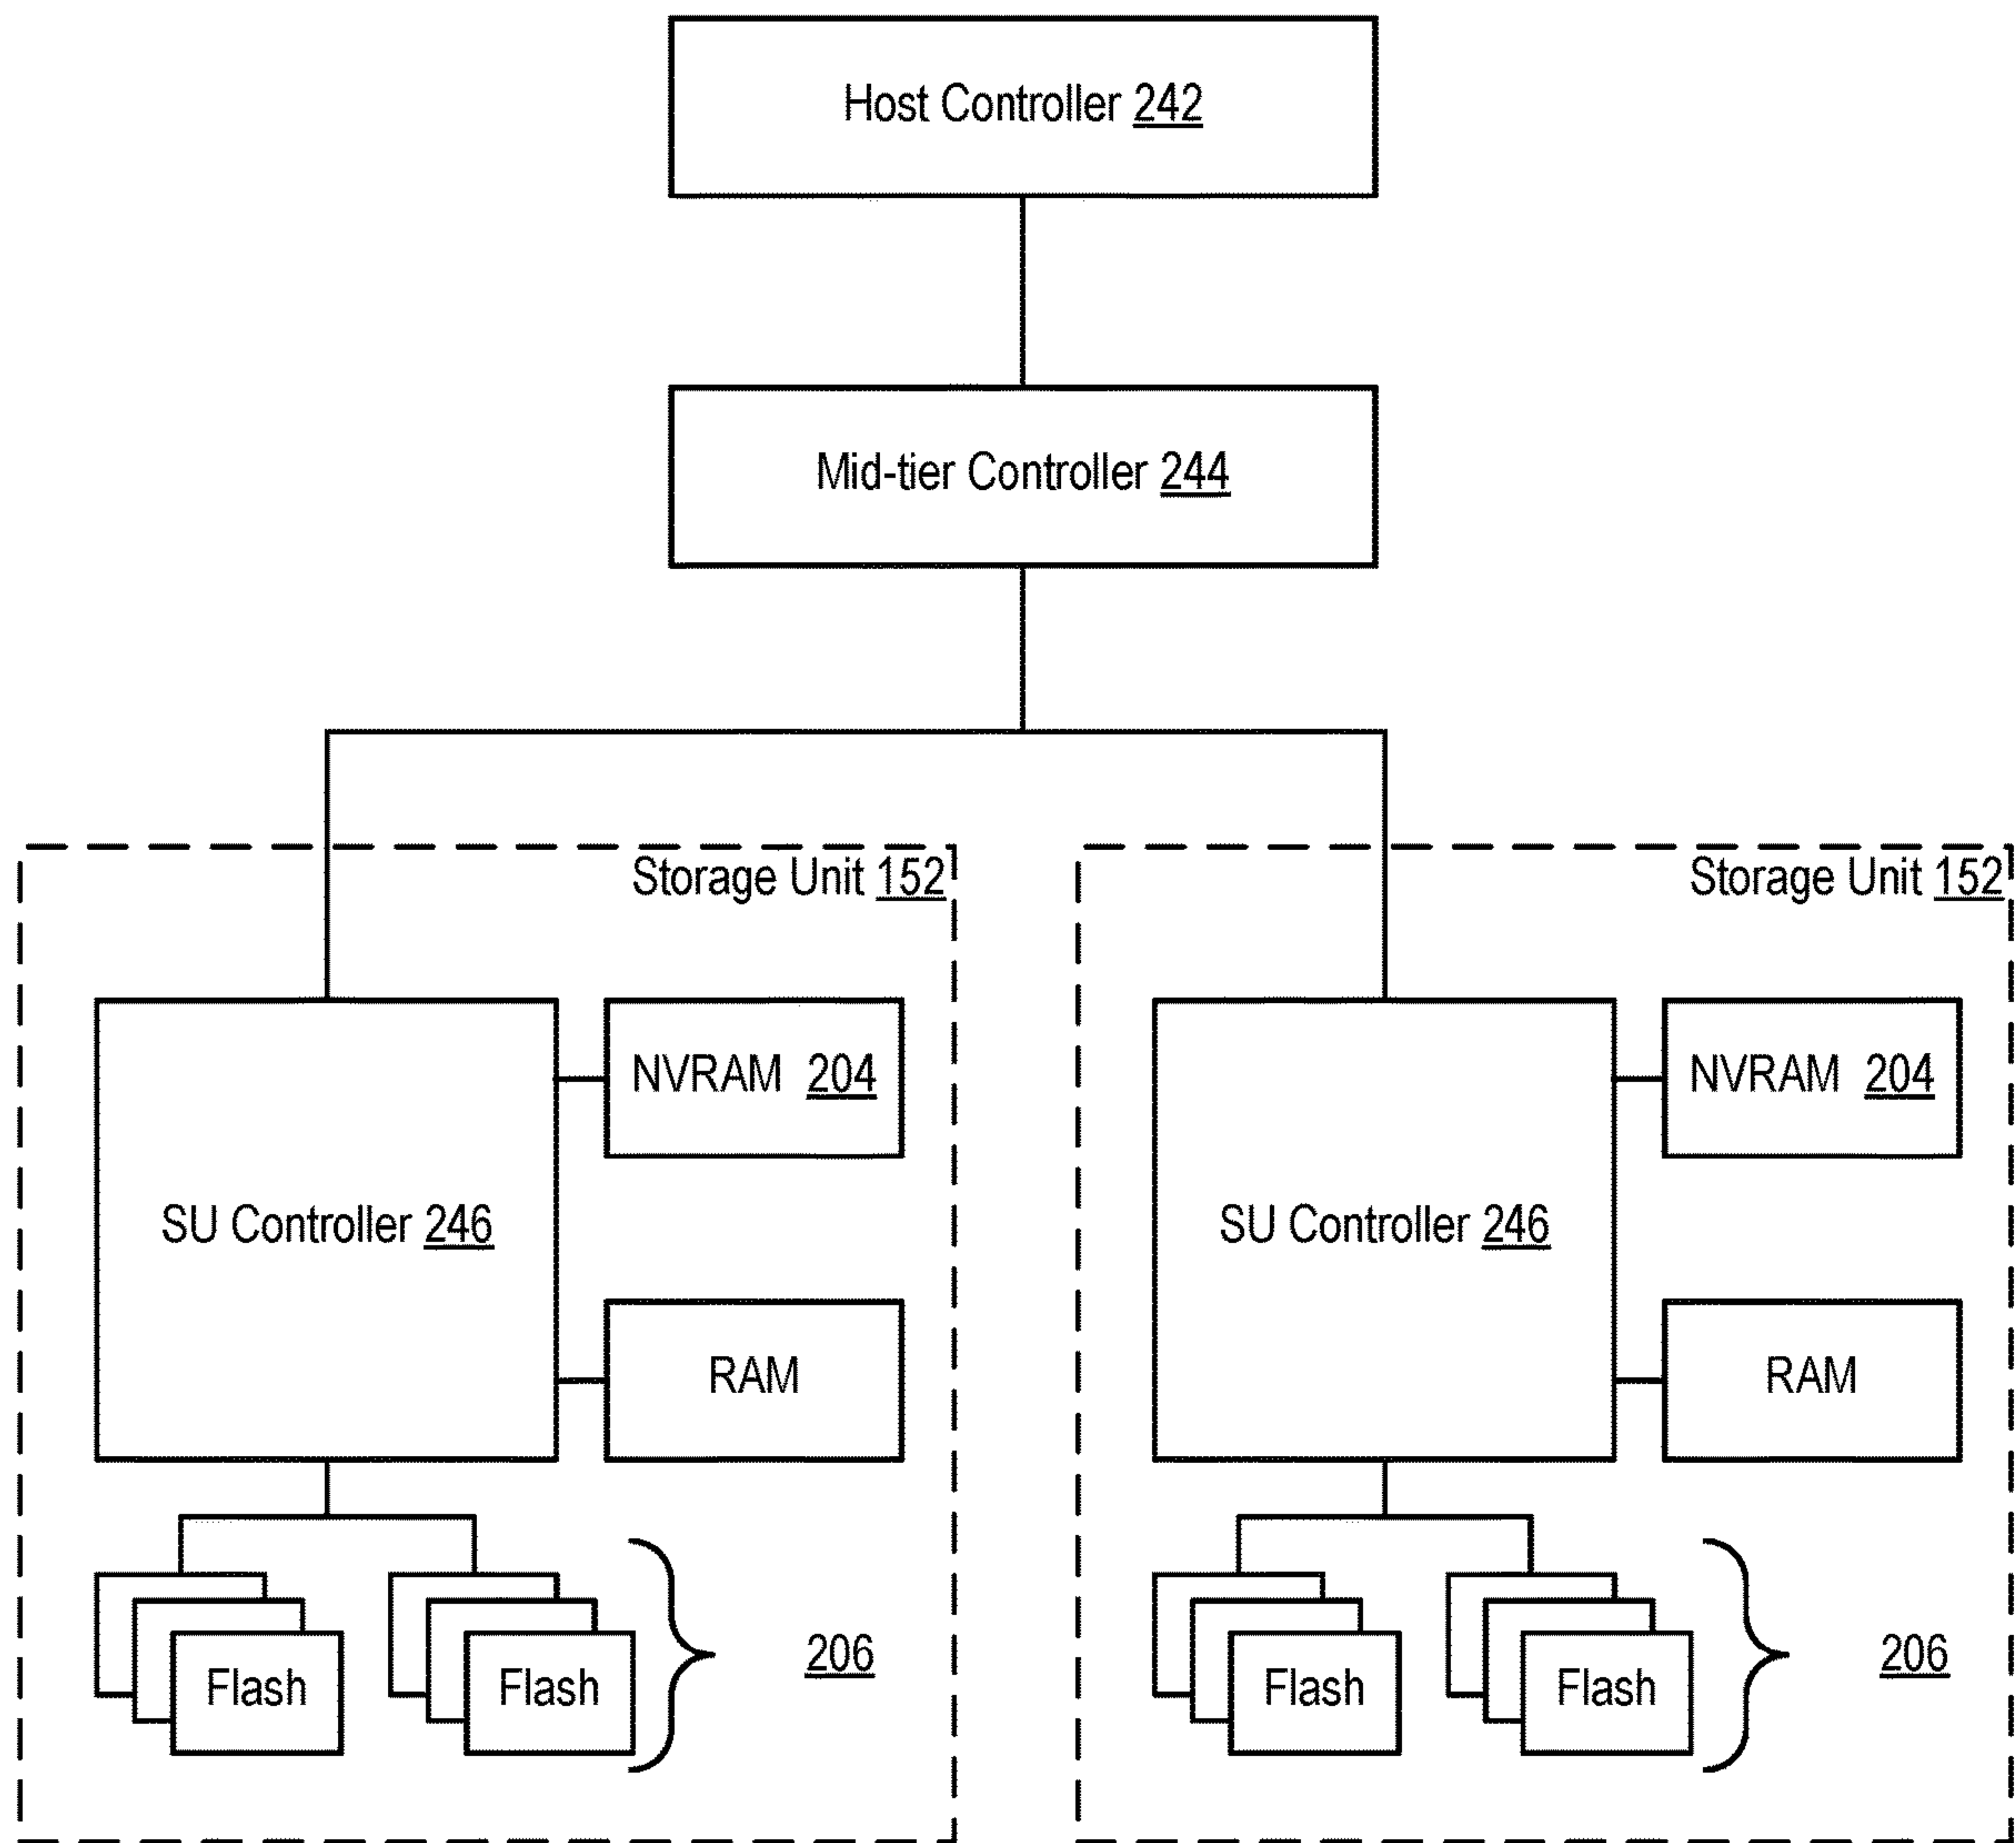 Host Controller 242
Mid-tier Controller 244
Storage Unit 152
NVRAM 204
SU Controller 246
RAM
Flash
Flash
206
Storage Unit 152
NVRAM 204
SU Controller 246
RAM
Flash
Flash
206